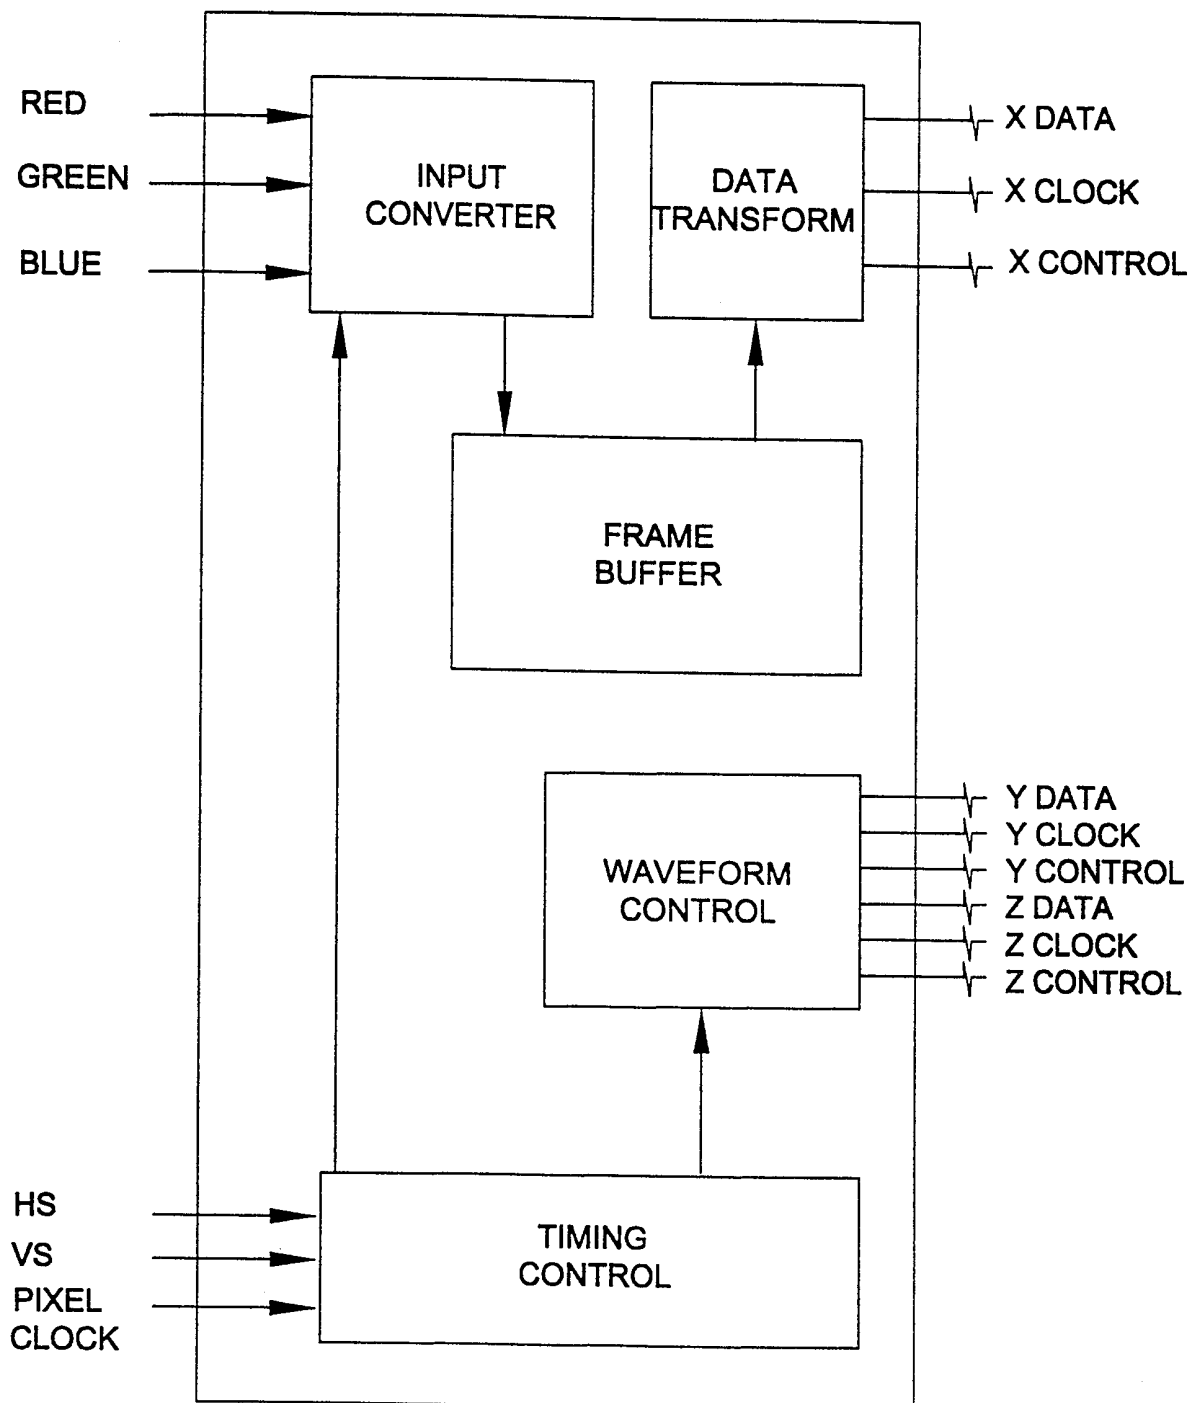 RED
GREEN
BLUE
INPUT
CONVERTER
DATA
TRANSFORM
X DATA
X CLOCK
X CONTROL
FRAME
BUFFER
WAVEFORM
CONTROL
Y DATA
Y CLOCK
Y CONTROL
Z DATA
Z CLOCK
Z CONTROL
HS
VS
PIXEL
CLOCK
TIMING
CONTROL